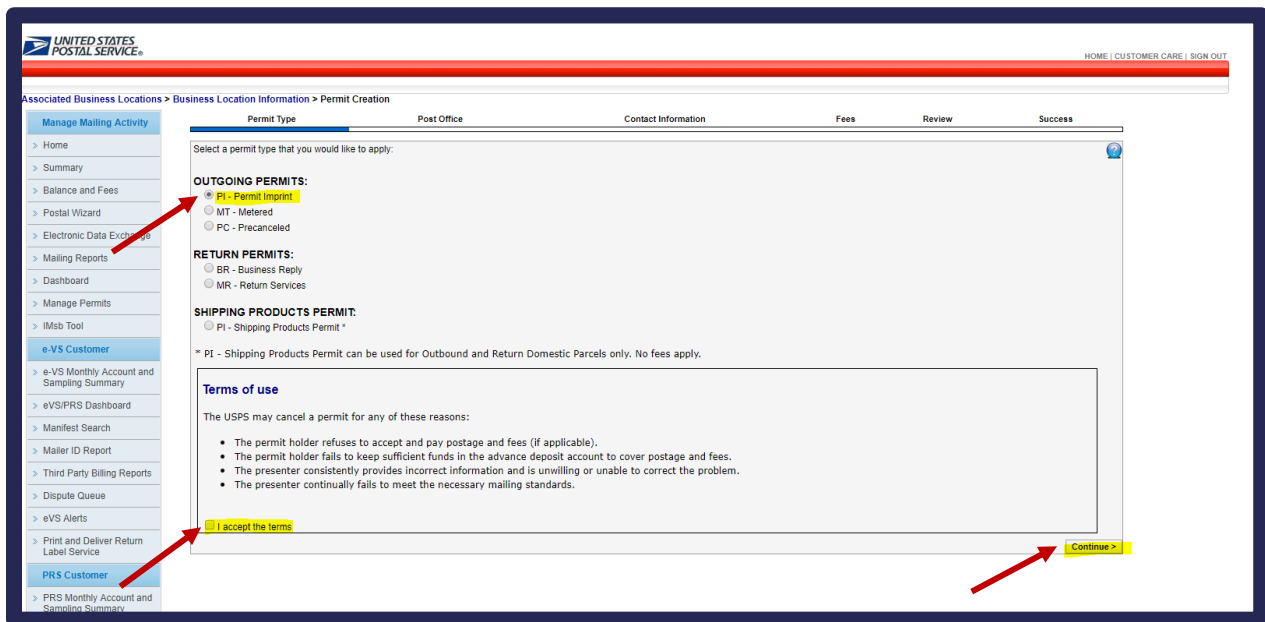 UNITED STATES
POSTAL SERVICE®
HOME | CUSTOMER CARE | SIGN OUT
Associated Business Locations > Business Location Information > Permit Creation
Manage Mailing Activity
> Home
> Summary
> Balance and Fees
> Postal Wizard
> Electronic Data Exchange
> Mailing Reports
> Dashboard
> Manage Permits
> IMsb Tool
e-VS Customer
> e-VS Monthly Account and
Sampling Summary
> eVS/PRS Dashboard
> Manifest Search
> Mailer ID Report
> Third Party Billing Reports
> Dispute Queue
> eVS Alerts
> Print and Deliver Return
Label Service
PRS Customer
> PRS Monthly Account and
Sampling Summary
Permit Type Post Office Contact Information Fees Review Success
Select a permit type that you would like to apply:
OUTGOING PERMITS:
PI - Permit Imprint
MT - Metered
PC - Precanceled
RETURN PERMITS:
BR - Business Reply
MR - Return Services
SHIPPING PRODUCTS PERMIT:
PI - Shipping Products Permit *
* PI - Shipping Products Permit can be used for Outbound and Return Domestic Parcels only. No fees apply.
Terms of use
The USPS may cancel a permit for any of these reasons:
• The permit holder refuses to accept and pay postage and fees (if applicable).
• The permit holder fails to keep sufficient funds in the advance deposit account to cover postage and fees.
• The presenter consistently provides incorrect information and is unwilling or unable to correct the problem.
• The presenter continually fails to meet the necessary mailing standards.
I accept the terms
Continue >